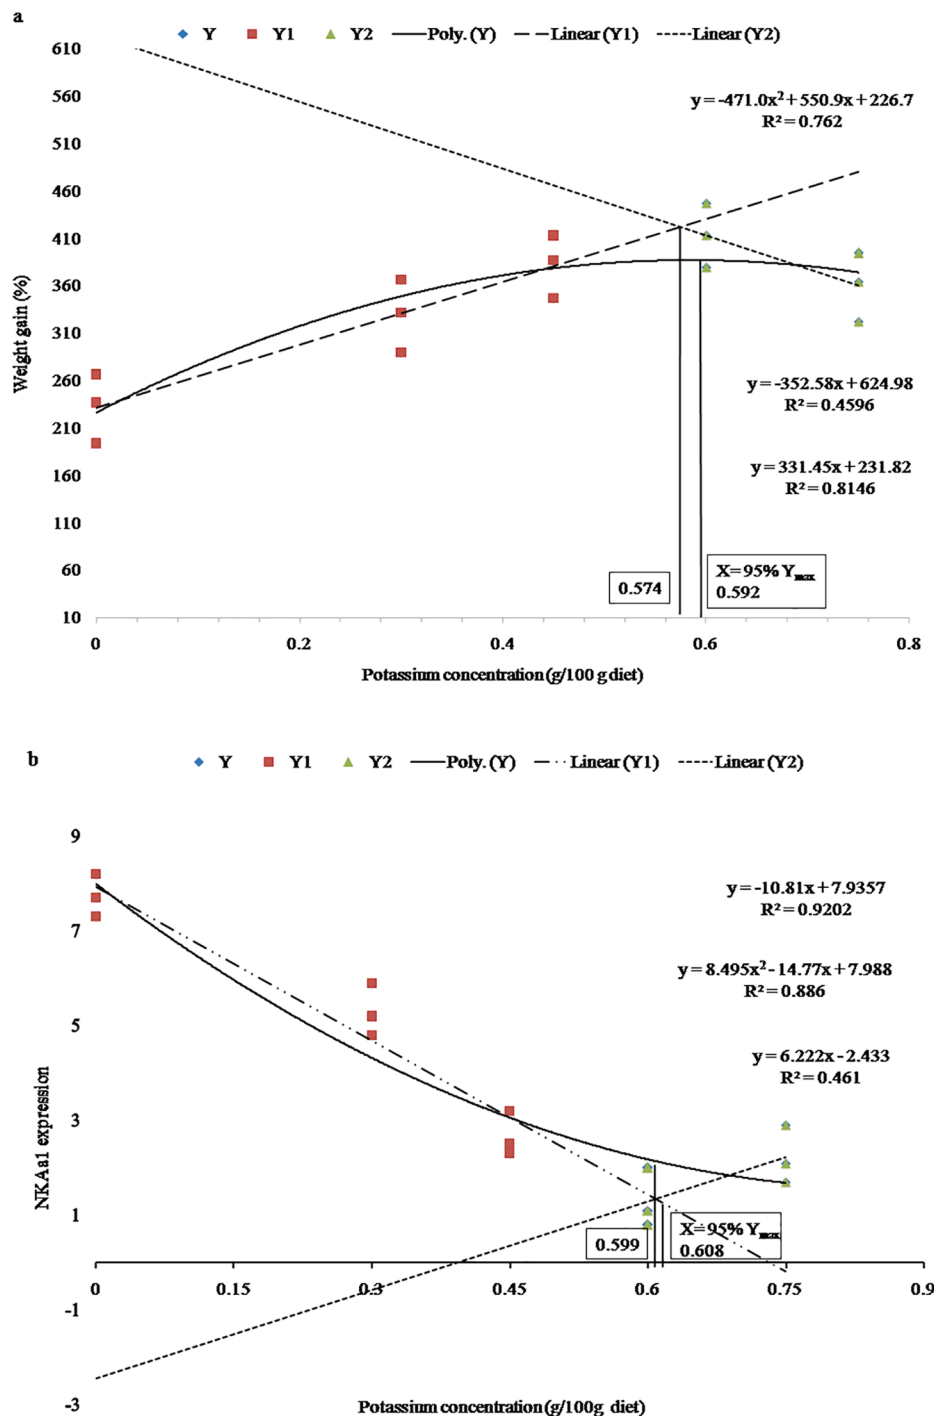 a
Y Y1 Y2 Poly. (Y) Linear (Y1) Linear (Y2)
610
560
510
460
410
360
310
260
210
160
110
60
10
Weight gain (%)
y = -471.0x² + 550.9x + 226.7
R² = 0.762
y = -352.58x + 624.98
R² = 0.4596
y = 331.45x + 231.82
R² = 0.8146
0.574
X= 95% Ymax
0.592
0 0.2 0.4 0.6 0.8
Potassium concentration (g/100 g diet)
b
Y Y1 Y2 Poly. (Y) Linear (Y1) Linear (Y2)
9
7
5
3
1
-1
-3
NKAa1 expression
y = -10.81x + 7.9357
R² = 0.9202
y = 8.495x² - 14.77x + 7.988
R² = 0.886
y = 6.222x - 2.433
R² = 0.461
0.599
X= 95% Ymax
0.608
0 0.15 0.3 0.45 0.6 0.75 0.9
Potassium concentration (g/100g diet)